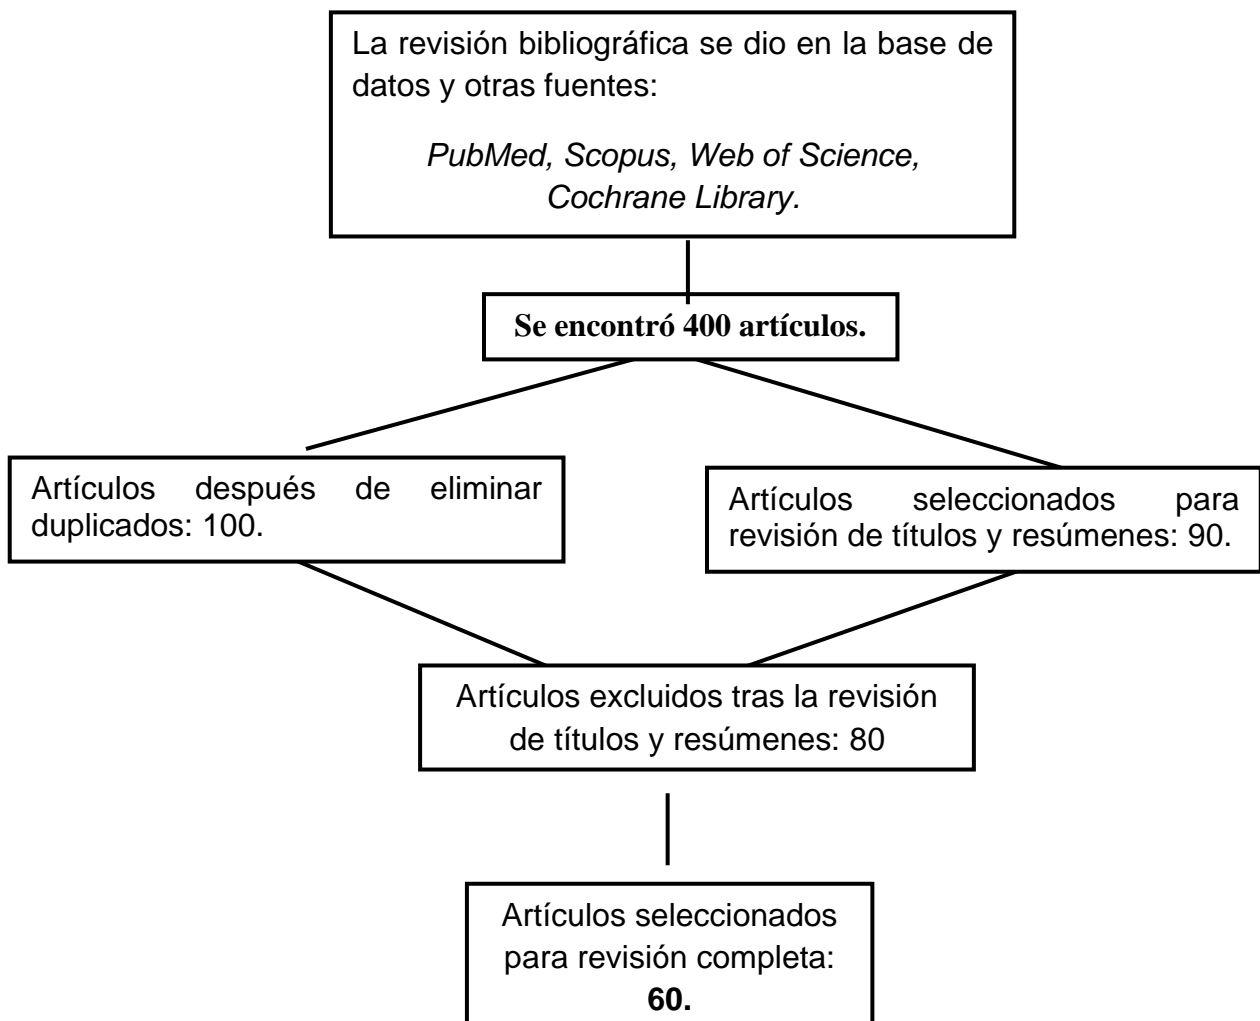 La revisión bibliográfica se dio en la base de
datos y otras fuentes:
PubMed, Scopus, Web of Science,
Cochrane Library.
Se encontró 400 artículos.
Artículos después de eliminar
duplicados: 100.
Artículos seleccionados para
revisión de títulos y resúmenes: 90.
Artículos excluidos tras la revisión
de títulos y resúmenes: 80
Artículos seleccionados
para revisión completa:
60.